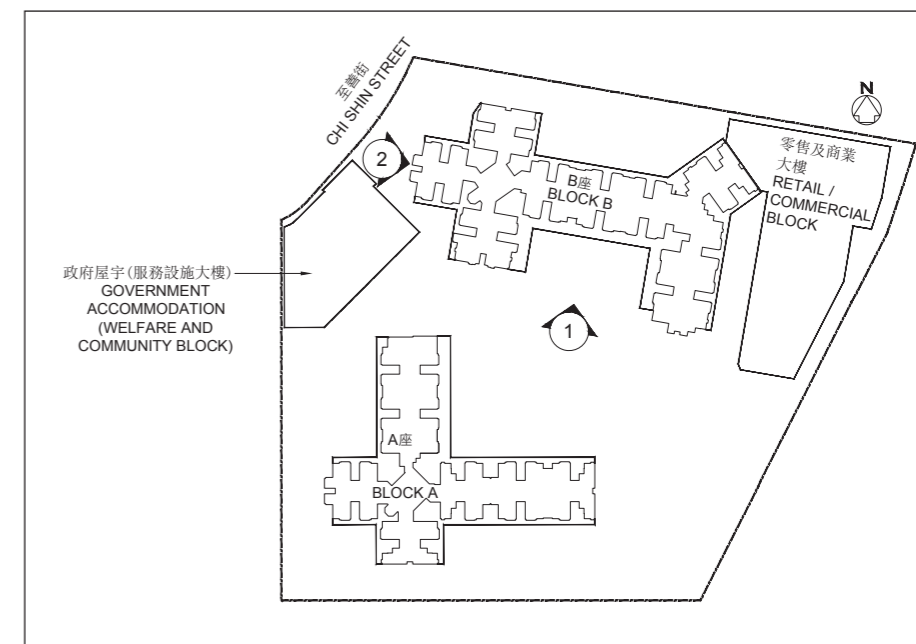 至善街
CHI SHIN STREET
N
2
B座
BLOCK B
零售及商業
大樓
RETAIL /
COMMERCIAL
BLOCK
政府屋宇(服務設施大樓)
GOVERNMENT
ACCOMMODATION
(WELFARE AND
COMMUNITY BLOCK)
1
A座
BLOCK A